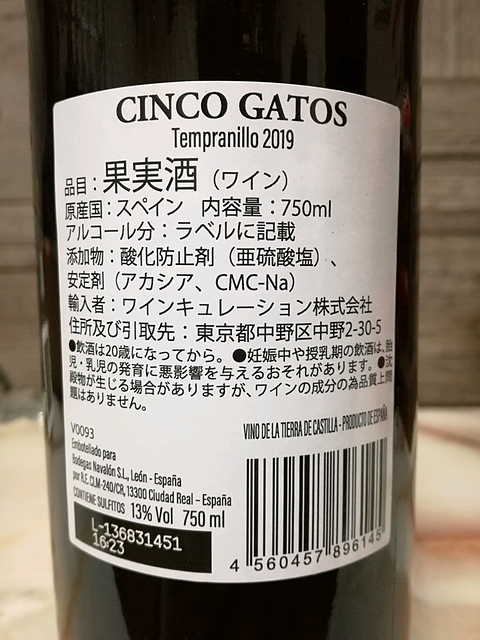 CINCO GATOS
Tempranillo 2019
品目：果実酒（ワイン）
原産国：スペイン　内容量：750ml
アルコール分：ラベルに記載
添加物：酸化防止剤（亜硫酸塩）、
安定剤（アカシア、CMC-Na）
輸入者：ワインキュレーション株式会社
住所及び引取先：東京都中野区中野2-30-5
●飲酒は20歳になってから。●妊娠中や授乳期の飲酒は、胎
児・乳児の発育に悪影響を与えるおそれがあります。●沈
殿物が生じる場合がありますが、ワインの成分の為品質上問
題はありません。
V0093
VINO DE LA TIERRA DE CASTILLA - PRODUCTO DE ESPAÑA
Embotellado para
Bodegas Navalón S.L., León - España
por R.E. CLM-240/CR, 13300 Ciudad Real – España
CONTIENE SULFITOS 13% Vol 750 ml
L-136831451
16:23
4 560457 896145